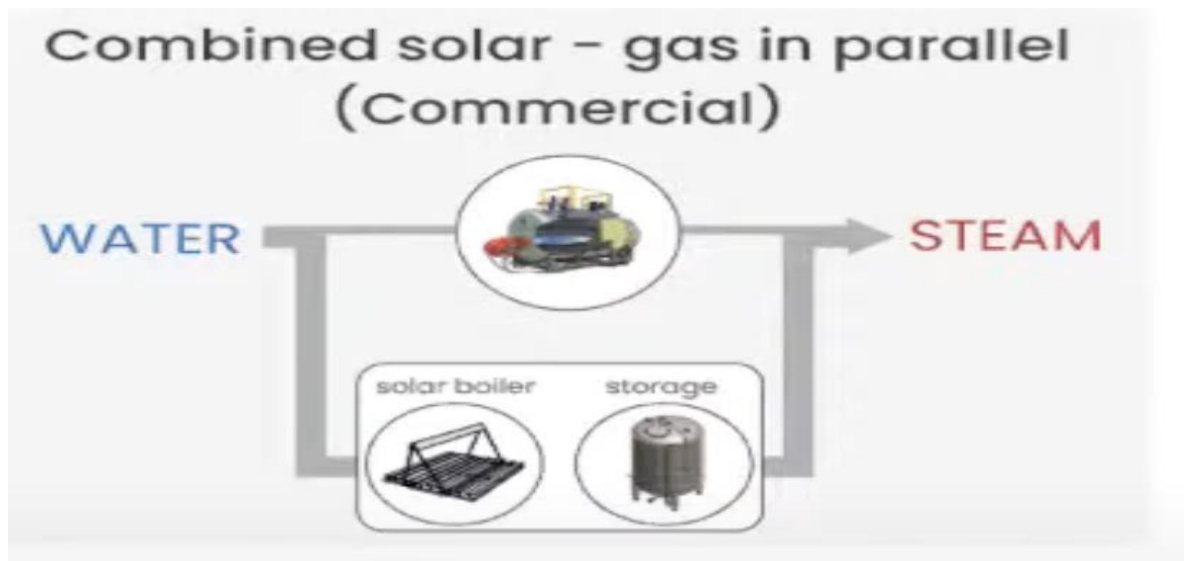 Combined solar - gas in parallel
(Commercial)
WATER
STEAM
solar boiler
storage